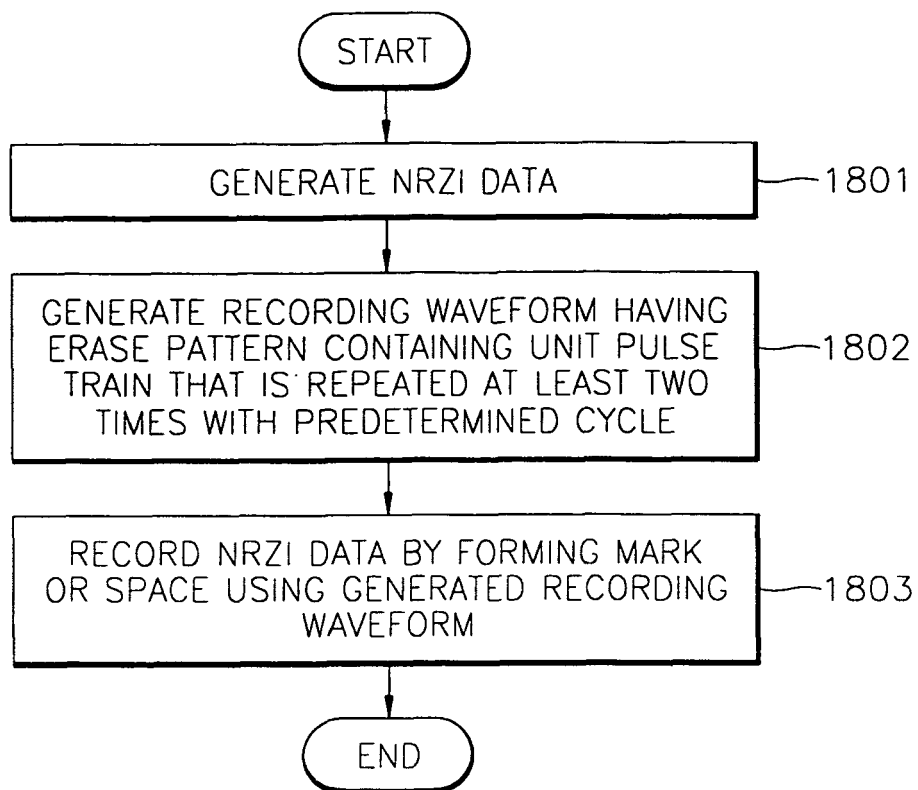 START
GENERATE NRZI DATA
1801
GENERATE RECORDING WAVEFORM HAVING
ERASE PATTERN CONTAINING UNIT PULSE
TRAIN THAT IS REPEATED AT LEAST TWO
TIMES WITH PREDETERMINED CYCLE
1802
RECORD NRZI DATA BY FORMING MARK
OR SPACE USING GENERATED RECORDING
WAVEFORM
1803
END